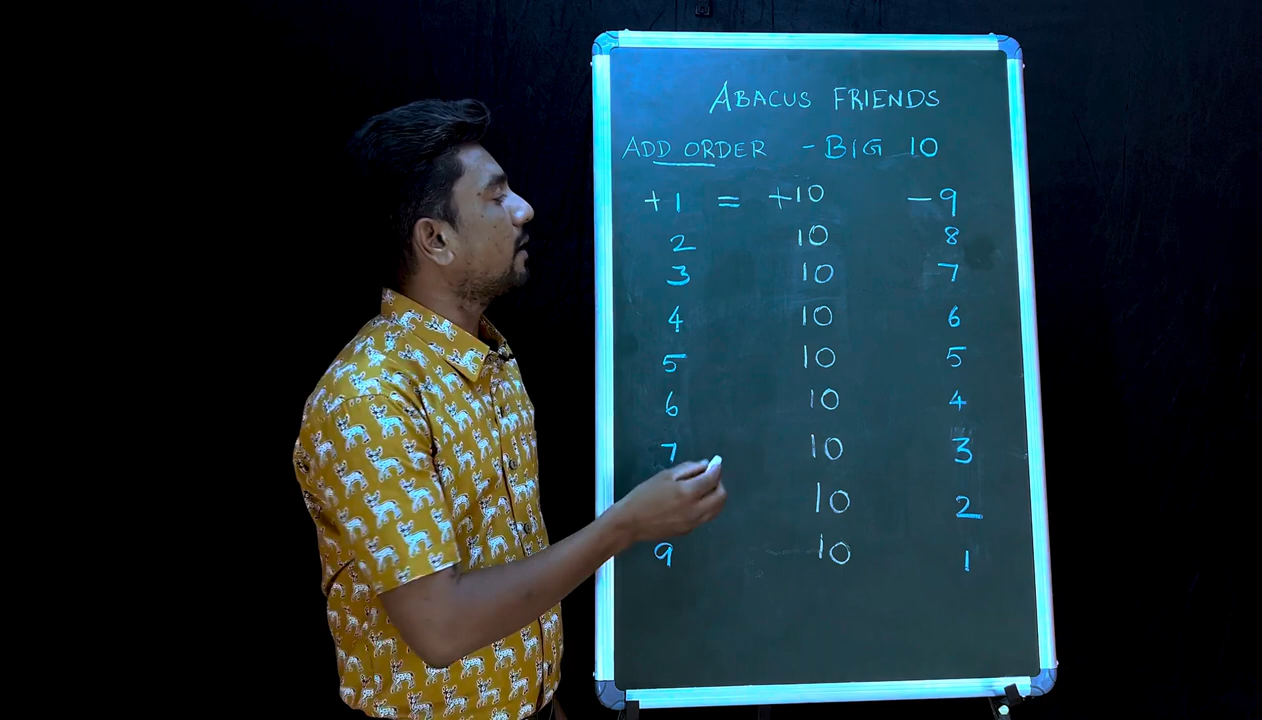 ABACUS FRIENDS
ADD ORDER - BIG 10
+1 = +10 -9
2 10 8
3 10 7
4 10 6
5 10 5
6 10 4
7 10 3
10 2
9 10 1